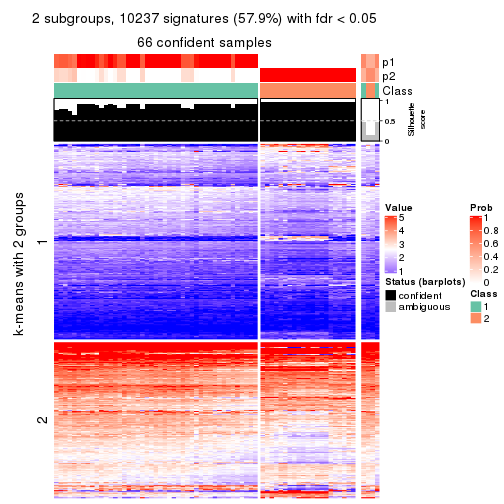 2 subgroups, 10237 signatures (57.9%) with fdr < 0.05
66 confident samples
p1
p2
Class
1
0.5
0
Silhouette
score
k-means with 2 groups
1
2
Value
5
4
3
2
1
Status (barplots)
confident
ambiguous
Prob
1
0.8
0.6
0.4
0.2
0
Class
1
2